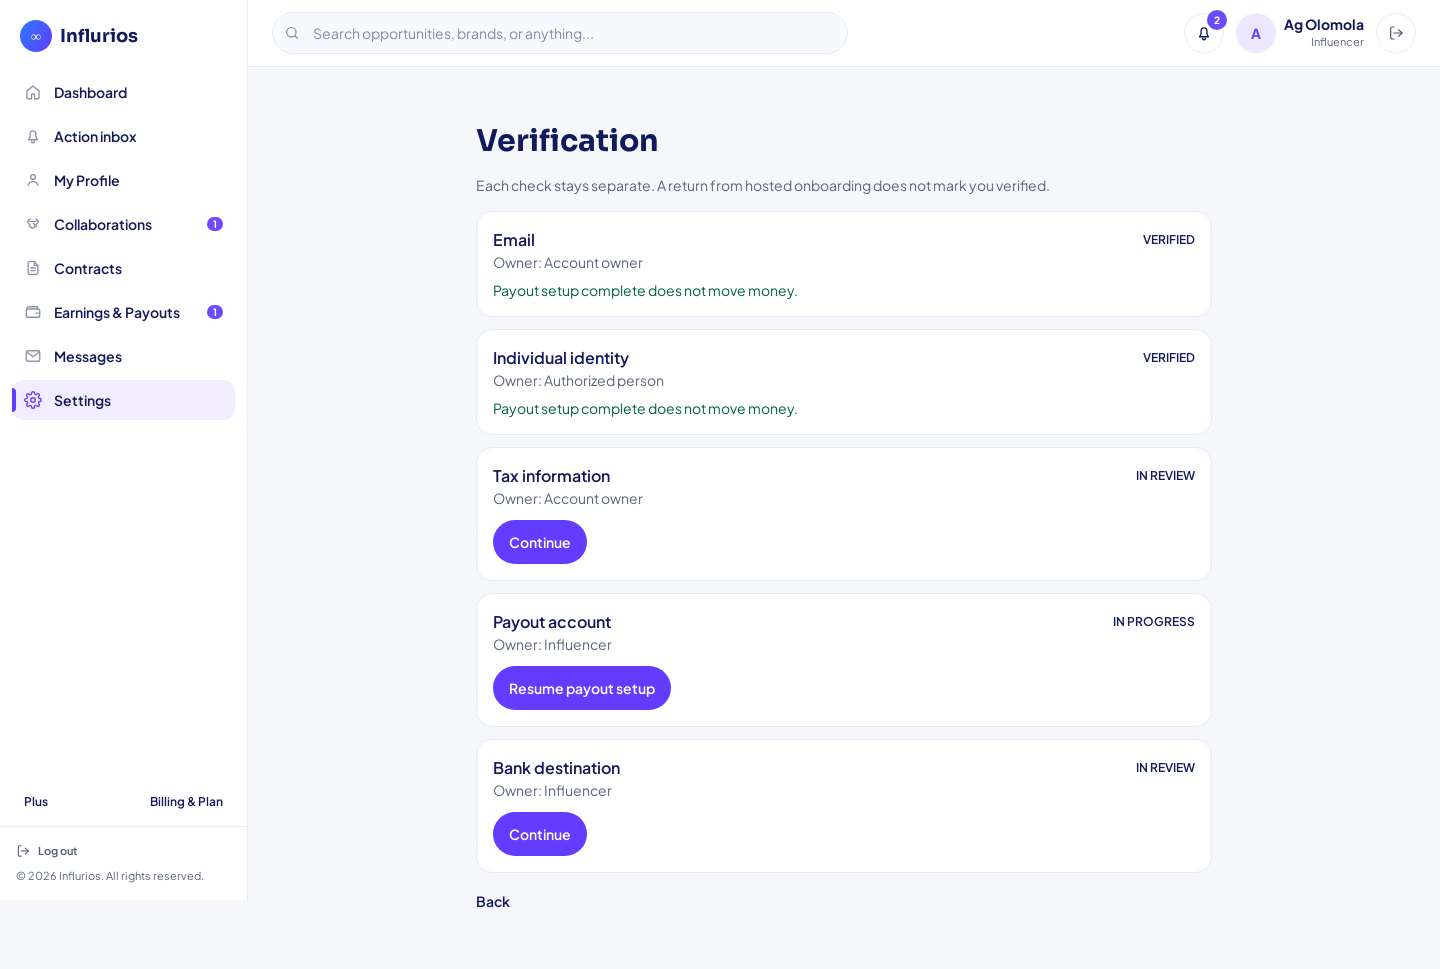 ∞ Influrios
Search opportunities, brands, or anything...
2
A
Ag Olomola
Influencer
Dashboard
Action inbox
My Profile
Collaborations 1
Contracts
Earnings & Payouts 1
Messages
Settings
Plus
Billing & Plan
Log out
© 2026 Influrios. All rights reserved.
Verification
Each check stays separate. A return from hosted onboarding does not mark you verified.
Email
VERIFIED
Owner: Account owner
Payout setup complete does not move money.
Individual identity
VERIFIED
Owner: Authorized person
Payout setup complete does not move money.
Tax information
IN REVIEW
Owner: Account owner
Continue
Payout account
IN PROGRESS
Owner: Influencer
Resume payout setup
Bank destination
IN REVIEW
Owner: Influencer
Continue
Back